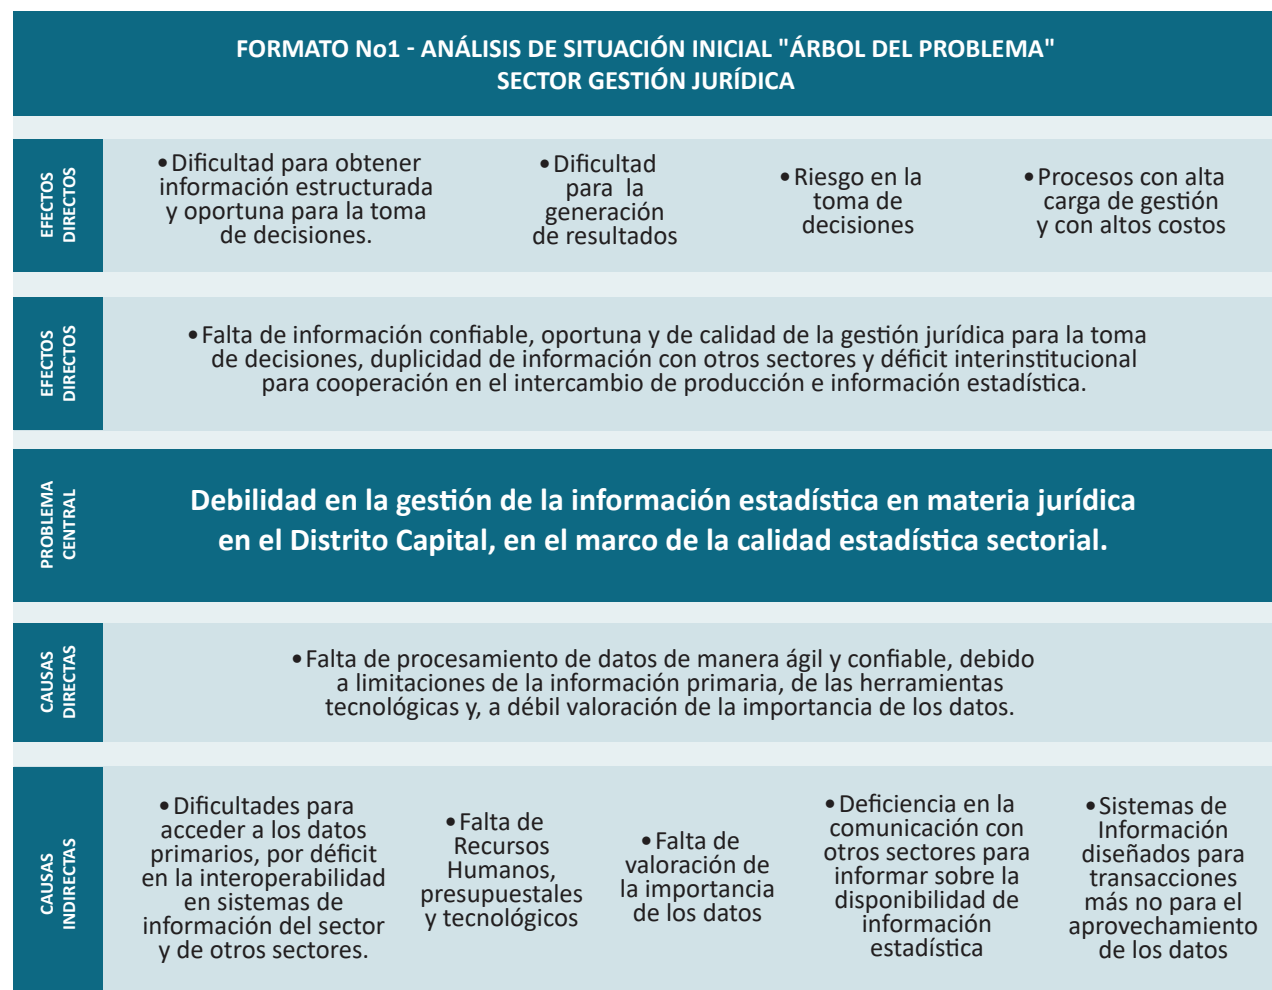 FORMATO No1 - ANÁLISIS DE SITUACIÓN INICIAL "ÁRBOL DEL PROBLEMA"
SECTOR GESTIÓN JURÍDICA
EFECTOS
DIRECTOS
•Dificultad para obtener
información estructurada
y oportuna para la toma
de decisiones.
•Dificultad
para la
generación
de resultados
•Riesgo en la
toma de
decisiones
•Procesos con alta
carga de gestión
y con altos costos
EFECTOS
DIRECTOS
•Falta de información confiable, oportuna y de calidad de la gestión jurídica para la toma
de decisiones, duplicidad de información con otros sectores y déficit interinstitucional
para cooperación en el intercambio de producción e información estadística.
PROBLEMA
CENTRAL
Debilidad en la gestión de la información estadística en materia jurídica
en el Distrito Capital, en el marco de la calidad estadística sectorial.
CAUSAS
DIRECTAS
•Falta de procesamiento de datos de manera ágil y confiable, debido
a limitaciones de la información primaria, de las herramientas
tecnológicas y, a débil valoración de la importancia de los datos.
CAUSAS
INDIRECTAS
•Dificultades para
acceder a los datos
primarios, por déficit
en la interoperabilidad
en sistemas de
información del sector
y de otros sectores.
•Falta de
Recursos
Humanos,
presupuestales
y tecnológicos
•Falta de
valoración de
la importancia
de los datos
•Deficiencia en la
comunicación con
otros sectores para
informar sobre la
disponibilidad de
información
estadística
•Sistemas de
Información
diseñados para
transacciones
más no para el
aprovechamiento
de los datos